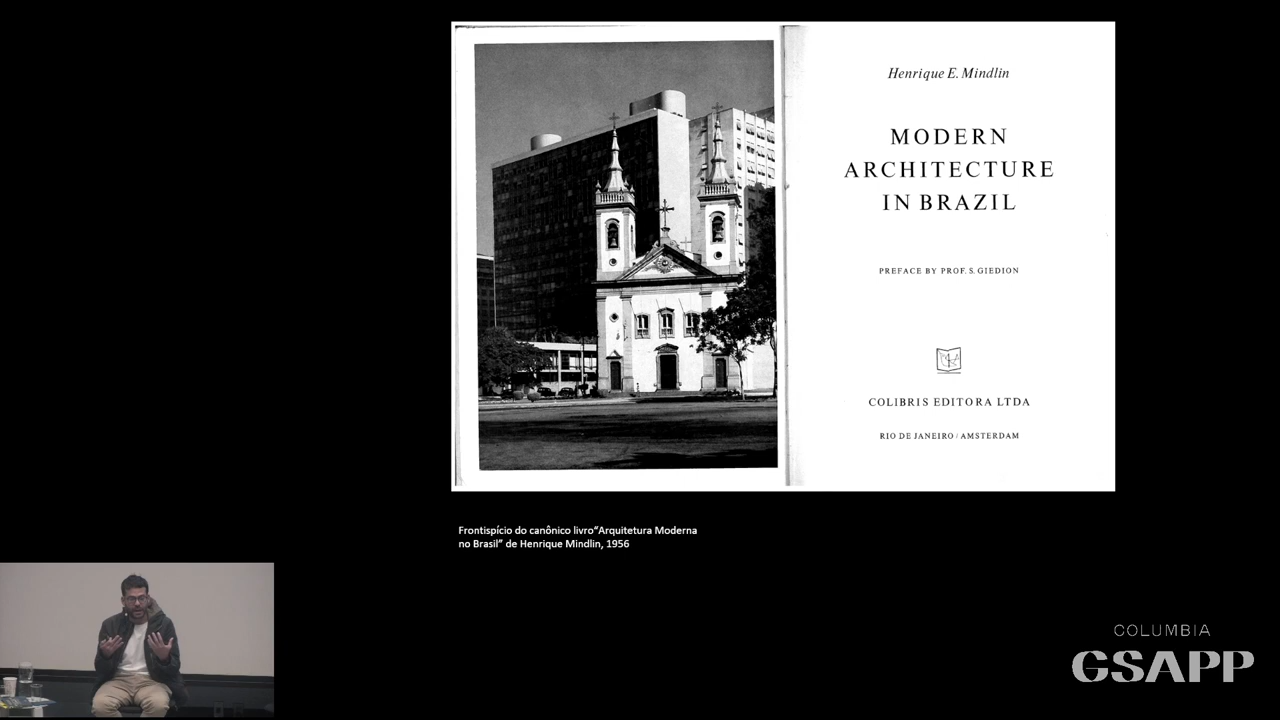 Henrique E. Mindlin
MODERN
ARCHITECTURE
IN BRAZIL
PREFACE BY PROF. S. GIEDION
COLIBRIS EDITORA LTDA
RIO DE JANEIRO / AMSTERDAM
Frontispício do canônico livro“Arquitetura Moderna
no Brasil” de Henrique Mindlin, 1956
COLUMBIA
GSAPP